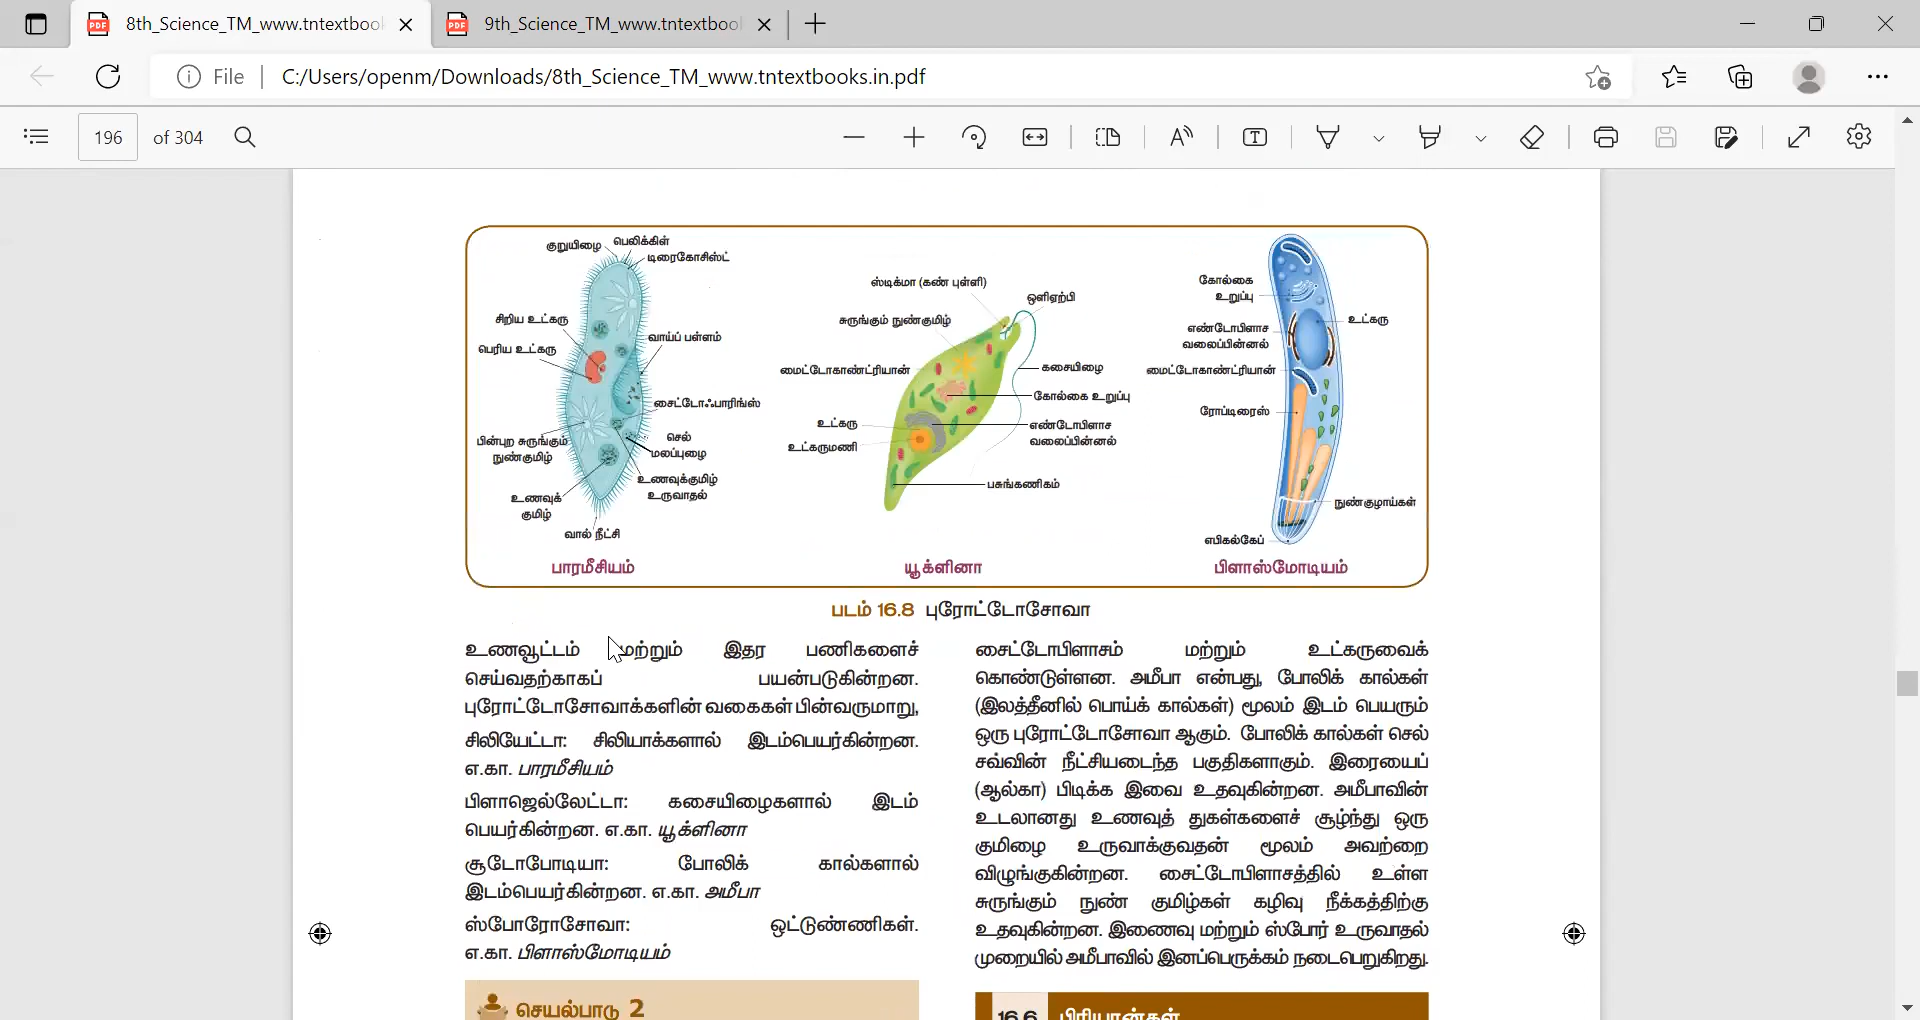 8th_Science_TM_www.tntextboo
9th_Science_TM_www.tntextboo
File
C:/Users/openm/Downloads/8th_Science_TM_www.tntextbooks.in.pdf
196 of 304
குறுயிழை
பெலிக்கிள்
டிரைகோசிஸ்ட்
சிறிய உட்கரு
பெரிய உட்கரு
வாய்ப் பள்ளம்
சைட்டோஃபாரிங்ஸ்
பின்புற சுருங்கும்
நுண்குமிழ்
செல்
மலப்புழை
உணவுக்குமிழ்
உருவாதல்
உணவுக்
குமிழ்
வால் நீட்சி
பாரமீசியம்
ஸ்டிக்மா (கண் புள்ளி)
ஒளிஏற்பி
சுருங்கும் நுண்குமிழ்
மைட்டோகாண்ட்ரியான்
கசையிழை
கோல்கை உறுப்பு
உட்கரு
எண்டோபிளாச
வலைப்பின்னல்
உட்கருமணி
பசுங்கணிகம்
யூக்ளினா
கோல்கை
உறுப்பு
எண்டோபிளாச
வலைப்பின்னல்
உட்கரு
மைட்டோகாண்ட்ரியான்
ரோப்டிரைஸ்
நுண்குழாய்கள்
எபிகல்கேப்
பிளாஸ்மோடியம்
படம் 16.8 புரோட்டோசோவா
உணவூட்டம் மற்றும் இதர பணிகளைச்
செய்வதற்காகப் பயன்படுகின்றன.
புரோட்டோசோவாக்களின் வகைகள் பின்வருமாறு,
சிலியேட்டா: சிலியாக்களால் இடம்பெயர்கின்றன.
எ.கா. பாரமீசியம்
பிளாஜெல்லேட்டா: கசையிழைகளால் இடம்
பெயர்கின்றன. எ.கா. யூக்ளினா
சூடோபோடியா: போலிக் கால்களால்
இடம்பெயர்கின்றன. எ.கா. அமீபா
ஸ்போரோசோவா: ஒட்டுண்ணிகள்.
எ.கா. பிளாஸ்மோடியம்
செயல்பாடு 2
சைட்டோபிளாசம் மற்றும் உட்கருவைக்
கொண்டுள்ளன. அமீபா என்பது, போலிக் கால்கள்
(இலத்தீனில் பொய்க் கால்கள்) மூலம் இடம் பெயரும்
ஒரு புரோட்டோசோவா ஆகும். போலிக் கால்கள் செல்
சவ்வின் நீட்சியடைந்த பகுதிகளாகும். இரையைப்
(ஆல்கா) பிடிக்க இவை உதவுகின்றன. அமீபாவின்
உடலானது உணவுத் துகள்களைச் சூழ்ந்து ஒரு
குமிழை உருவாக்குவதன் மூலம் அவற்றை
விழுங்குகின்றன. சைட்டோபிளாசத்தில் உள்ள
சுருங்கும் நுண் குமிழ்கள் கழிவு நீக்கத்திற்கு
உதவுகின்றன. இணைவு மற்றும் ஸ்போர் உருவாதல்
முறையில் அமீபாவில் இனப்பெருக்கம் நடைபெறுகிறது.
16.6 பிரியான்கள்